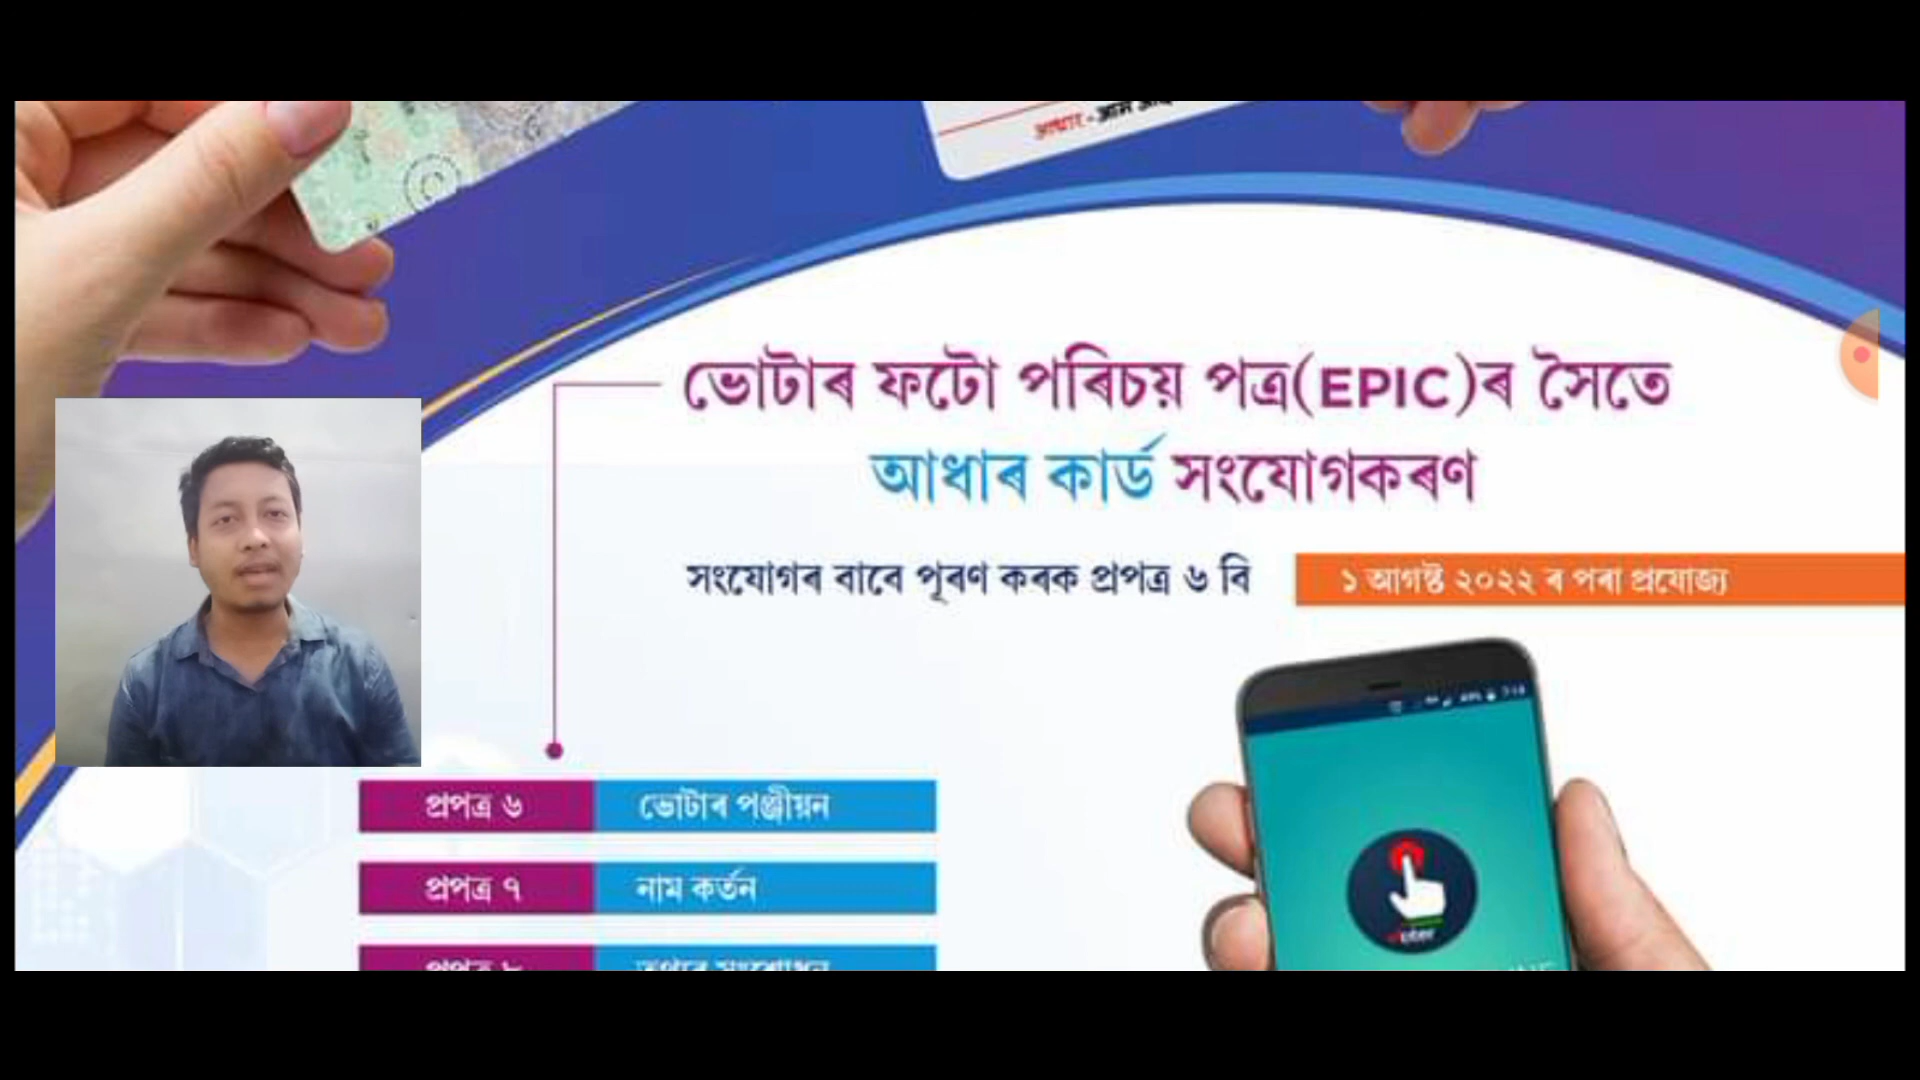 आधार -
ভোটাৰ ফটো পৰিচয় পত্ৰ(EPIC)ৰ সৈতে
আধাৰ কাৰ্ড সংযোগকৰণ
সংযোগৰ বাবে পূৰণ কৰক প্ৰপত্ৰ ৬ বি
১ আগষ্ট ২০২২ ৰ পৰা প্ৰযোজ্য
প্ৰপত্ৰ ৬ ভোটাৰ পঞ্জীয়ন
প্ৰপত্ৰ ৭ নাম কৰ্তন